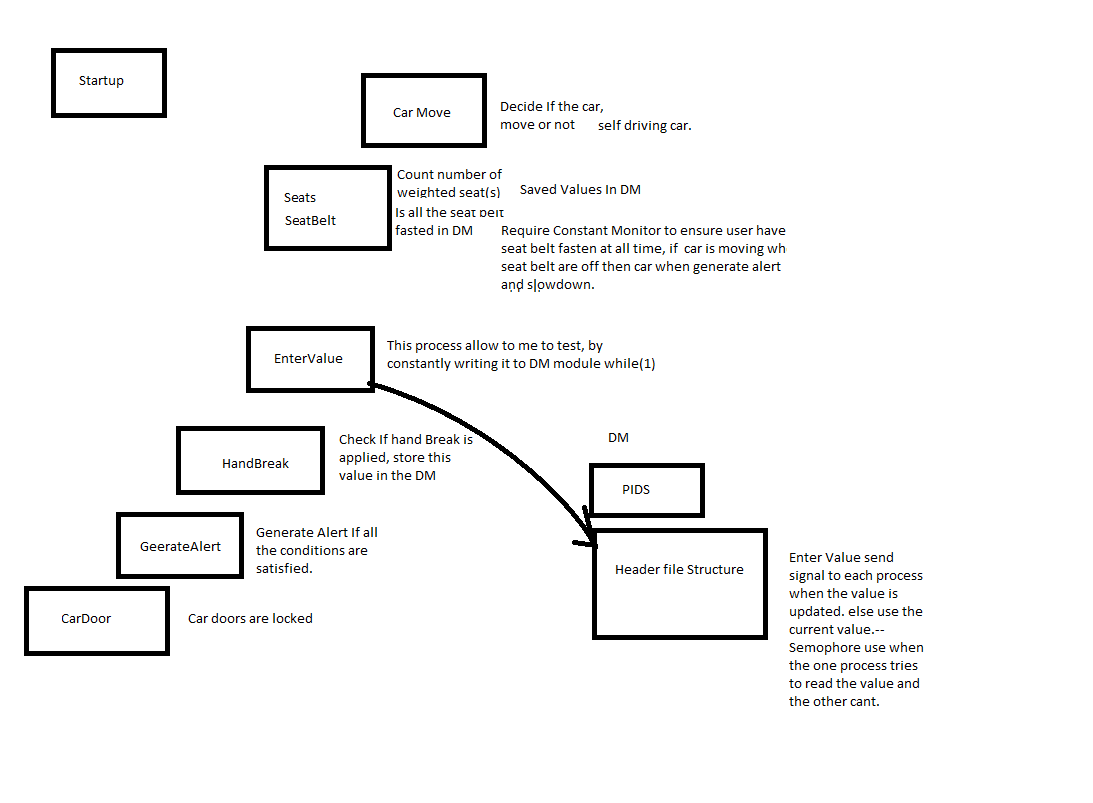 Startup
Car Move
Decide If the car,
move or not
self driving car.
Seats
SeatBelt
Count number of
weighted seat(s)
Is all the seat belt
fasted in DM
Saved Values In DM
Require Constant Monitor to ensure user have
seat belt fasten at all time, if car is moving wh
seat belt are off then car when generate alert
and slowdown.
EnterValue
This process allow to me to test, by
constantly writing it to DM module while(1)
HandBreak
Check If hand Break is
applied, store this
value in the DM
DM
PIDS
GeerateAlert
Generate Alert If all
the conditions are
satisfied.
Header file Structure
Enter Value send
signal to each process
when the value is
updated. else use the
current value.--
Semophore use when
the one process tries
to read the value and
the other cant.
CarDoor
Car doors are locked